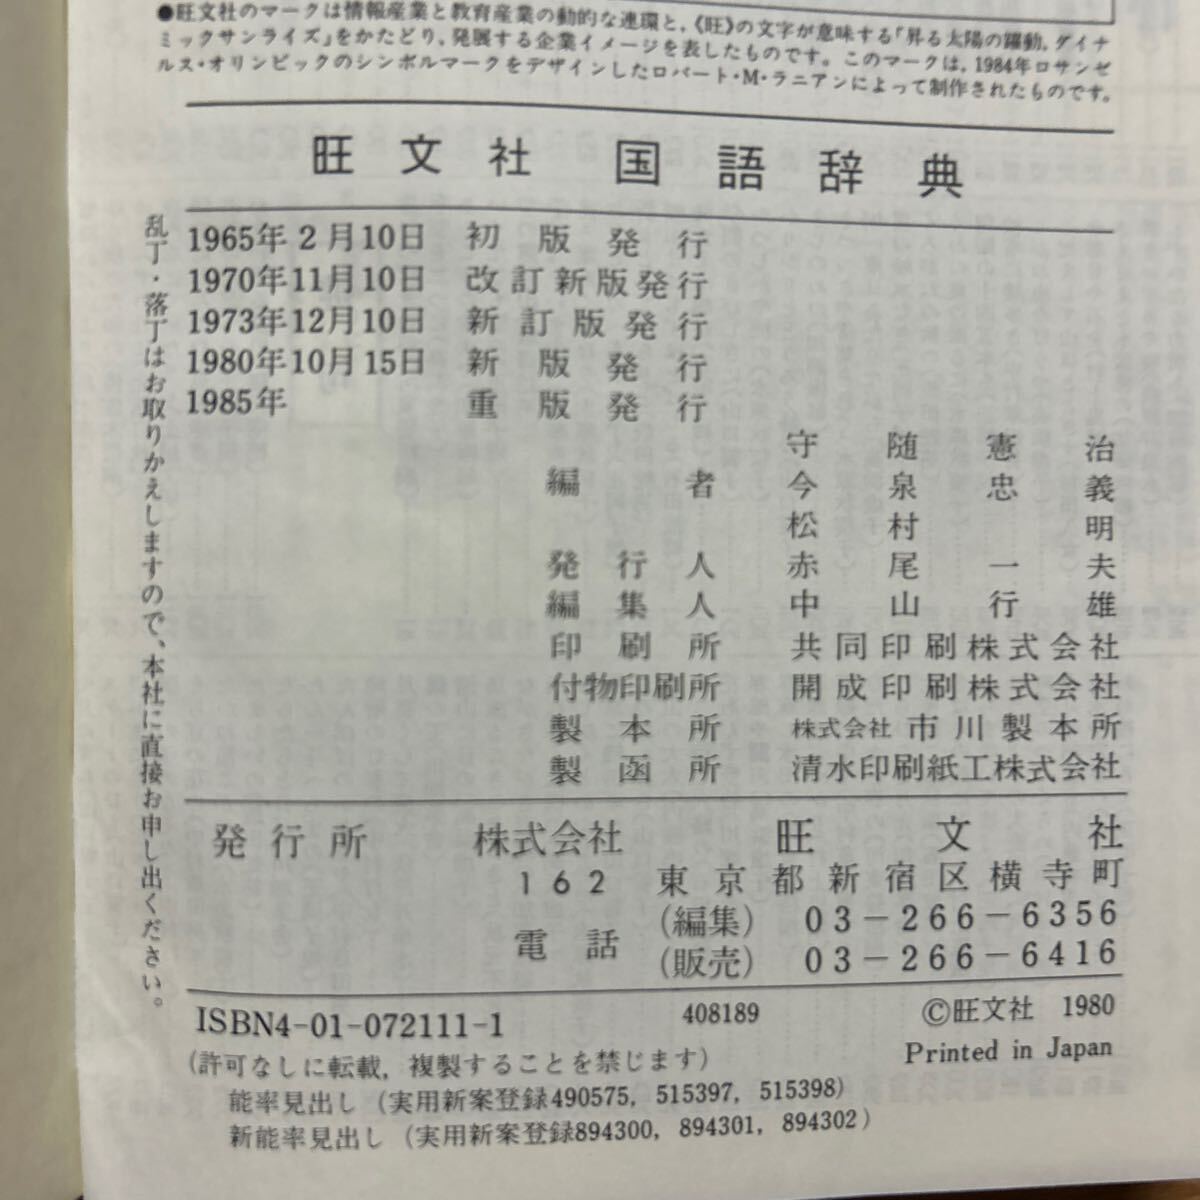 ●旺文社のマークは情報産業と教育産業の動的な連環と,《旺》の文字が意味する「昇る太陽の躍動,ダイナ
ミックサンライズ」をかたどり,発展する企業イメージを表したものです。このマークは,1984年ロサンゼ
ルス・オリンピックのシンボルマークをデザインしたロバート・M・ラニアンによって制作されたものです。
旺文社 国語辞典
1965年2月10日 初版発行
1970年11月10日 改訂新版発行
1973年12月10日 新訂版発行
1980年10月15日 新版発行
1985年 重版発行
守随憲治
編者 今泉忠義
松村明
発行人 赤尾一夫
編集人 中山行雄
印刷所 共同印刷株式会社
付物印刷所 開成印刷株式会社
製本所 株式会社市川製本所
製函所 清水印刷紙工株式会社
発行所 株式会社 旺文社
162 東京都新宿区横寺町
電話 (編集) 03-266-6356
(販売) 03-266-6416
ISBN4-01-072111-1 408189 ©旺文社 1980
(許可なしに転載,複製することを禁じます) Printed in Japan
能率見出し (実用新案登録490575, 515397, 515398)
新能率見出し (実用新案登録894300, 894301, 894302)
乱丁・落丁はお取りかえしますので、本社に直接お申し出ください。